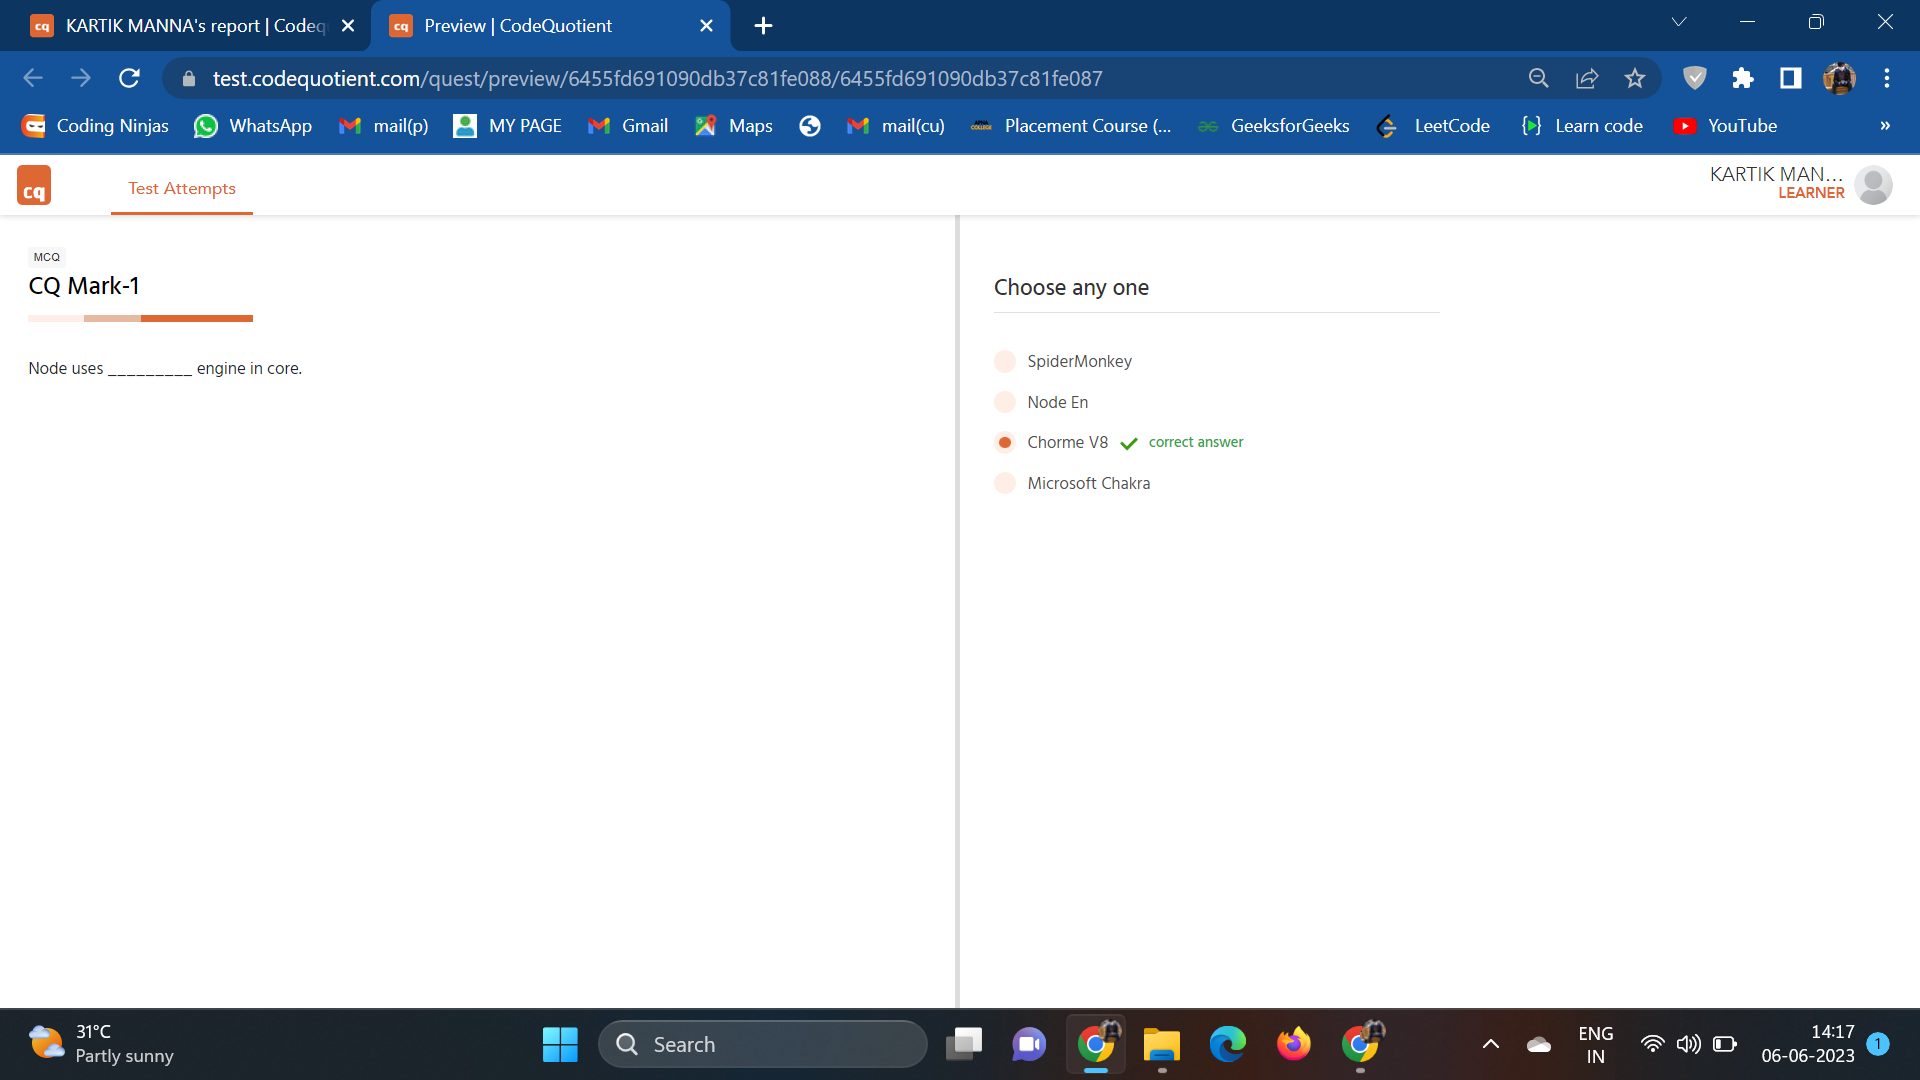 cq KARTIK MANNA's report | Codeq
cq Preview | CodeQuotient
test.codequotient.com/quest/preview/6455fd691090db37c81fe088/6455fd691090db37c81fe087
Coding Ninjas WhatsApp mail(p) MY PAGE Gmail Maps mail(cu) Placement Course (... GeeksforGeeks LeetCode Learn code YouTube »
cq Test Attempts
KARTIK MAN...
LEARNER
MCQ
CQ Mark-1
Node uses _________ engine in core.
Choose any one
SpiderMonkey
Node En
Chorme V8 correct answer
Microsoft Chakra
31°C
Partly sunny
Search
ENG
IN
14:17
06-06-2023
1